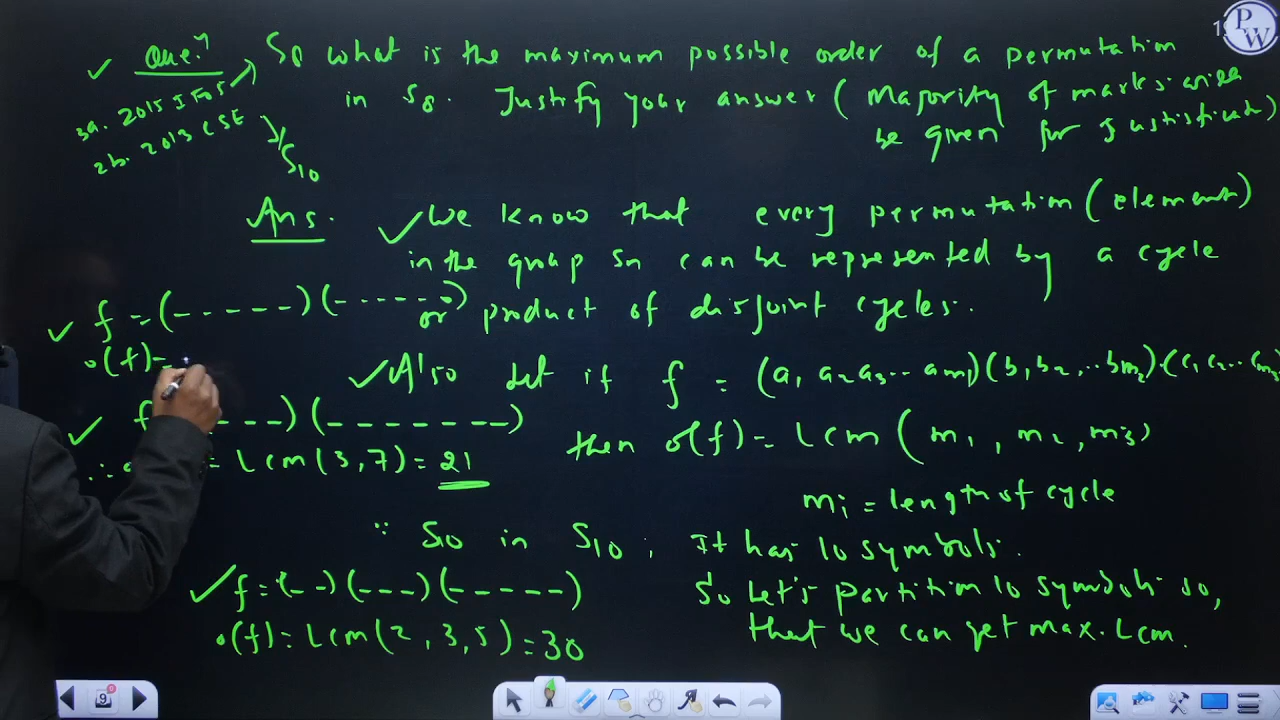 Que? So what is the maximum possible order of a permutation
in S8. Justify your answer (Majority of marks will
be given for Justification)
3a. 2015 IFoS
2b. 2013 CSE
S10
Ans. We know that every permutation (element)
in the group Sn can be represented by a cycle
or product of disjoint cycles.
f = (- - - - -) (- - - - - -)
o(f) =
Also let if f = (a1 a2 a3 .. am1) (b1 b2 ,.. bm2) . (c1 c2 ... cm3
then o(f) = lcm (m1 , m2 , m3)
f - - -) (- - - - - - -)
∴ = lcm (3,7) = 21
mi = length of cycle
∵ So in S10 , It has 10 symbols.
So Let's partition 10 symbols so,
that we can get max. Lcm.
f = (- -) (- - -) (- - - - -)
o(f) = lcm (2 , 3, 5) = 30
PW
9